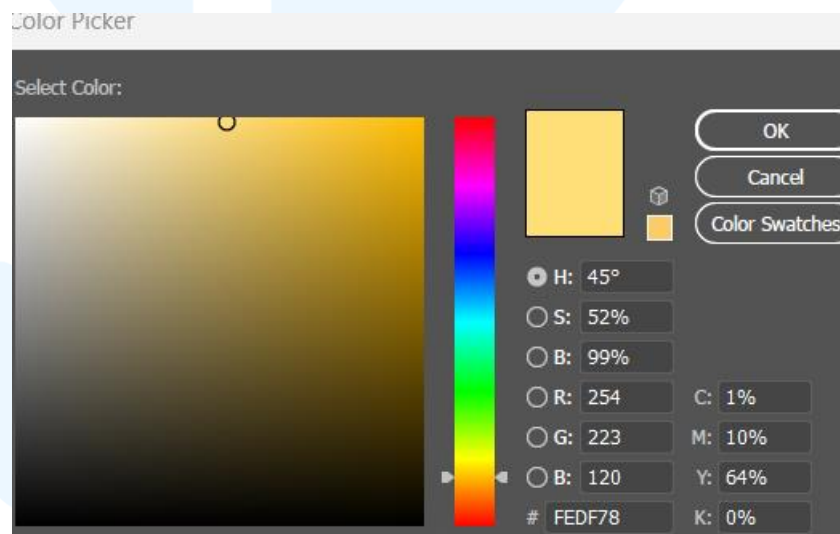 Color Picker
Select Color:
OK
Cancel
Color Swatches
H: 45°
S: 52%
B: 99%
R: 254 C: 1%
G: 223 M: 10%
B: 120 Y: 64%
# FEDF78 K: 0%